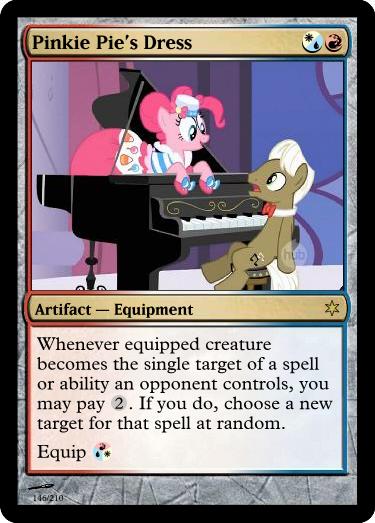 Pinkie Pie's Dress
hub
Artifact — Equipment
Whenever equipped creature
becomes the single target of a spell
or ability an opponent controls, you
may pay 2. If you do, choose a new
target for that spell at random.
Equip
146/210